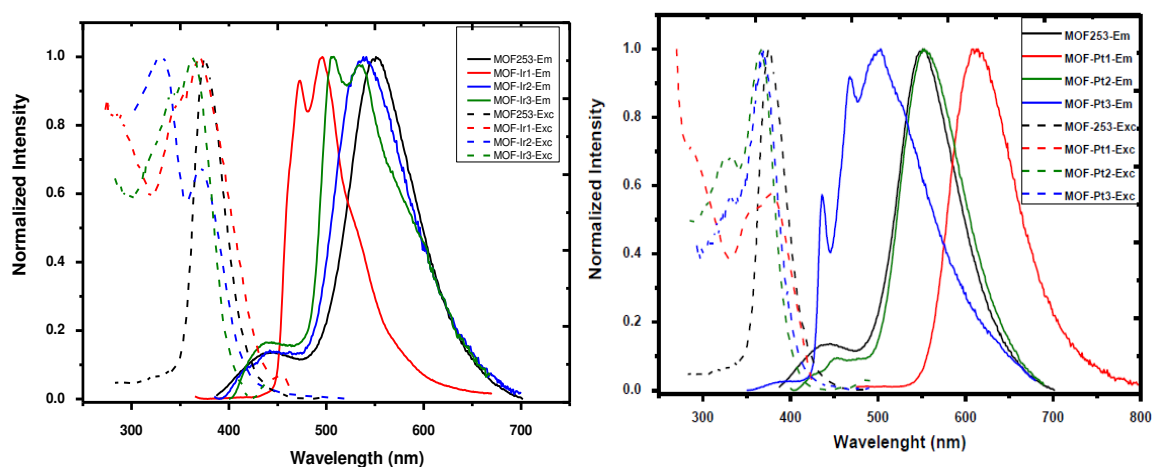 Normalized Intensity
1.0
0.8
0.6
0.4
0.2
0.0
300
400
500
600
700
Wavelength (nm)
MOF253-Em
MOF-Ir1-Em
MOF-Ir2-Em
MOF-Ir3-Em
MOF253-Exc
MOF-Ir1-Exc
MOF-Ir2-Exc
MOF-Ir3-Exc
Normalized Intensity
1.0
0.8
0.6
0.4
0.2
0.0
300
400
500
600
700
800
Wavelenght (nm)
MOF253-Em
MOF-Pt1-Em
MOF-Pt2-Em
MOF-Pt3-Em
MOF-253-Exc
MOF-Pt1-Exc
MOF-Pt2-Exc
MOF-Pt3-Exc